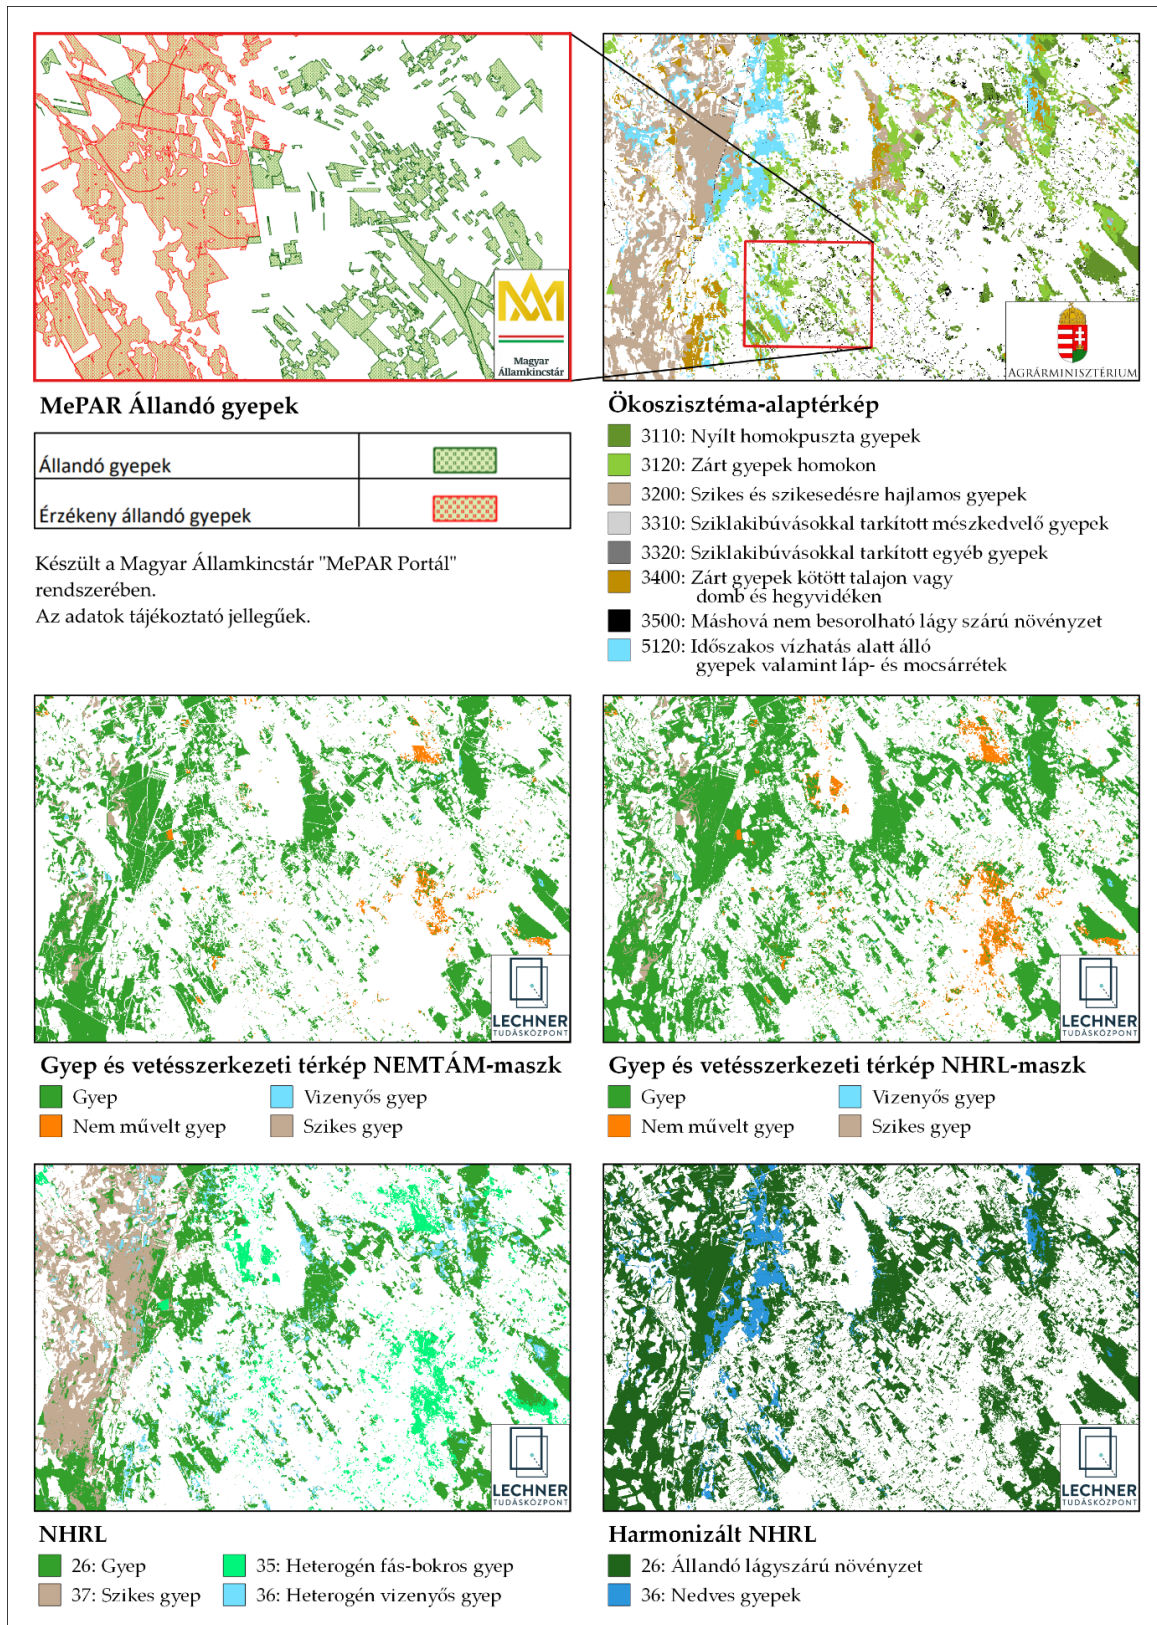 Magyar
Államkincstár
AGRÁRMINISZTÉRIUM
MePAR Állandó gyepek
Állandó gyepek
Érzékeny állandó gyepek
Készült a Magyar Államkincstár "MePAR Portál"
rendszerében.
Az adatok tájékoztató jellegűek.
Ökoszisztéma-alaptérkép
3110: Nyílt homokpuszta gyepek
3120: Zárt gyepek homokon
3200: Szikes és szikesedésre hajlamos gyepek
3310: Sziklakibúvásokkal tarkított mészkedvelő gyepek
3320: Sziklakibúvásokkal tarkított egyéb gyepek
3400: Zárt gyepek kötött talajon vagy
domb és hegyvidéken
3500: Máshová nem besorolható lágy szárú növényzet
5120: Időszakos vízhatás alatt álló
gyepek valamint láp- és mocsárrétek
LECHNER
TUDÁSKÖZPONT
LECHNER
TUDÁSKÖZPONT
Gyep és vetésszerkezeti térkép NEMTÁM-maszk
Gyep
Vizenyős gyep
Nem művelt gyep
Szikes gyep
Gyep és vetésszerkezeti térkép NHRL-maszk
Gyep
Vizenyős gyep
Nem művelt gyep
Szikes gyep
LECHNER
TUDÁSKÖZPONT
LECHNER
TUDÁSKÖZPONT
NHRL
26: Gyep
35: Heterogén fás-bokros gyep
37: Szikes gyep
36: Heterogén vizenyős gyep
Harmonizált NHRL
26: Állandó lágyszárú növényzet
36: Nedves gyepek